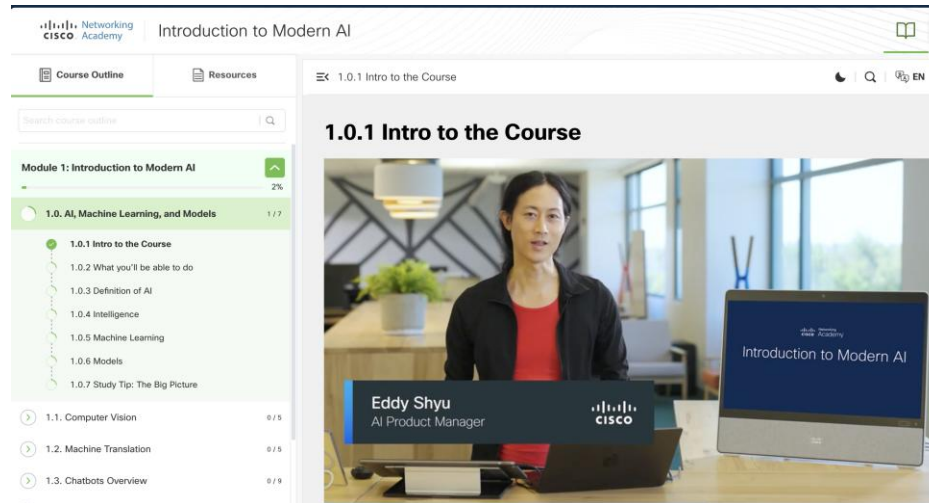 Networking
CISCO Academy
Introduction to Modern AI
Course Outline
Resources
1.0.1 Intro to the Course
EN
Search course outline
1.0.1 Intro to the Course
Module 1: Introduction to Modern AI
2%
1.0. AI, Machine Learning, and Models 1 / 7
1.0.1 Intro to the Course
1.0.2 What you'll be able to do
1.0.3 Definition of AI
1.0.4 Intelligence
1.0.5 Machine Learning
1.0.6 Models
1.0.7 Study Tip: The Big Picture
1.1. Computer Vision 0 / 5
1.2. Machine Translation 0 / 5
1.3. Chatbots Overview 0 / 9
Networking
Academy
Introduction to Modern AI
Eddy Shyu
AI Product Manager
CISCO